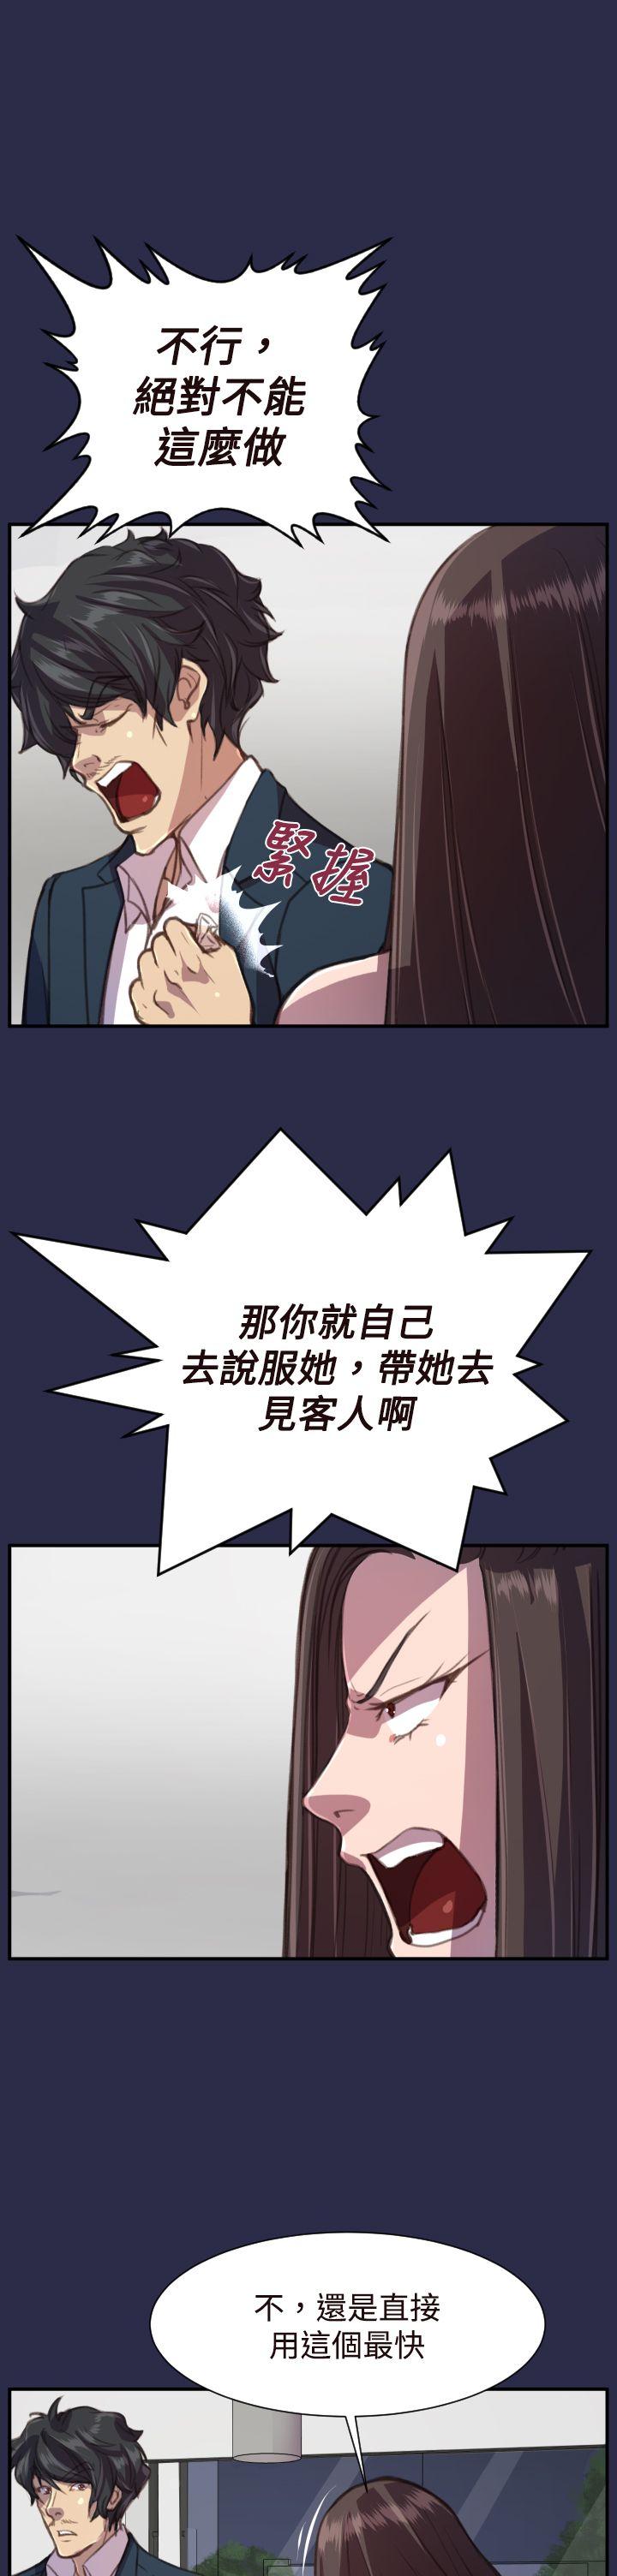 不行，
絕對不能
這麼做
緊握
那你就自己
去說服她，帶她去
見客人啊
不，還是直接
用這個最快